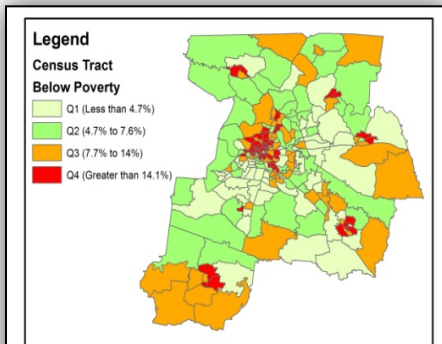 Legend
Census Tract
Below Poverty
Q1 (Less than 4.7%)
Q2 (4.7% to 7.6%)
Q3 (7.7% to 14%)
Q4 (Greater than 14.1%)